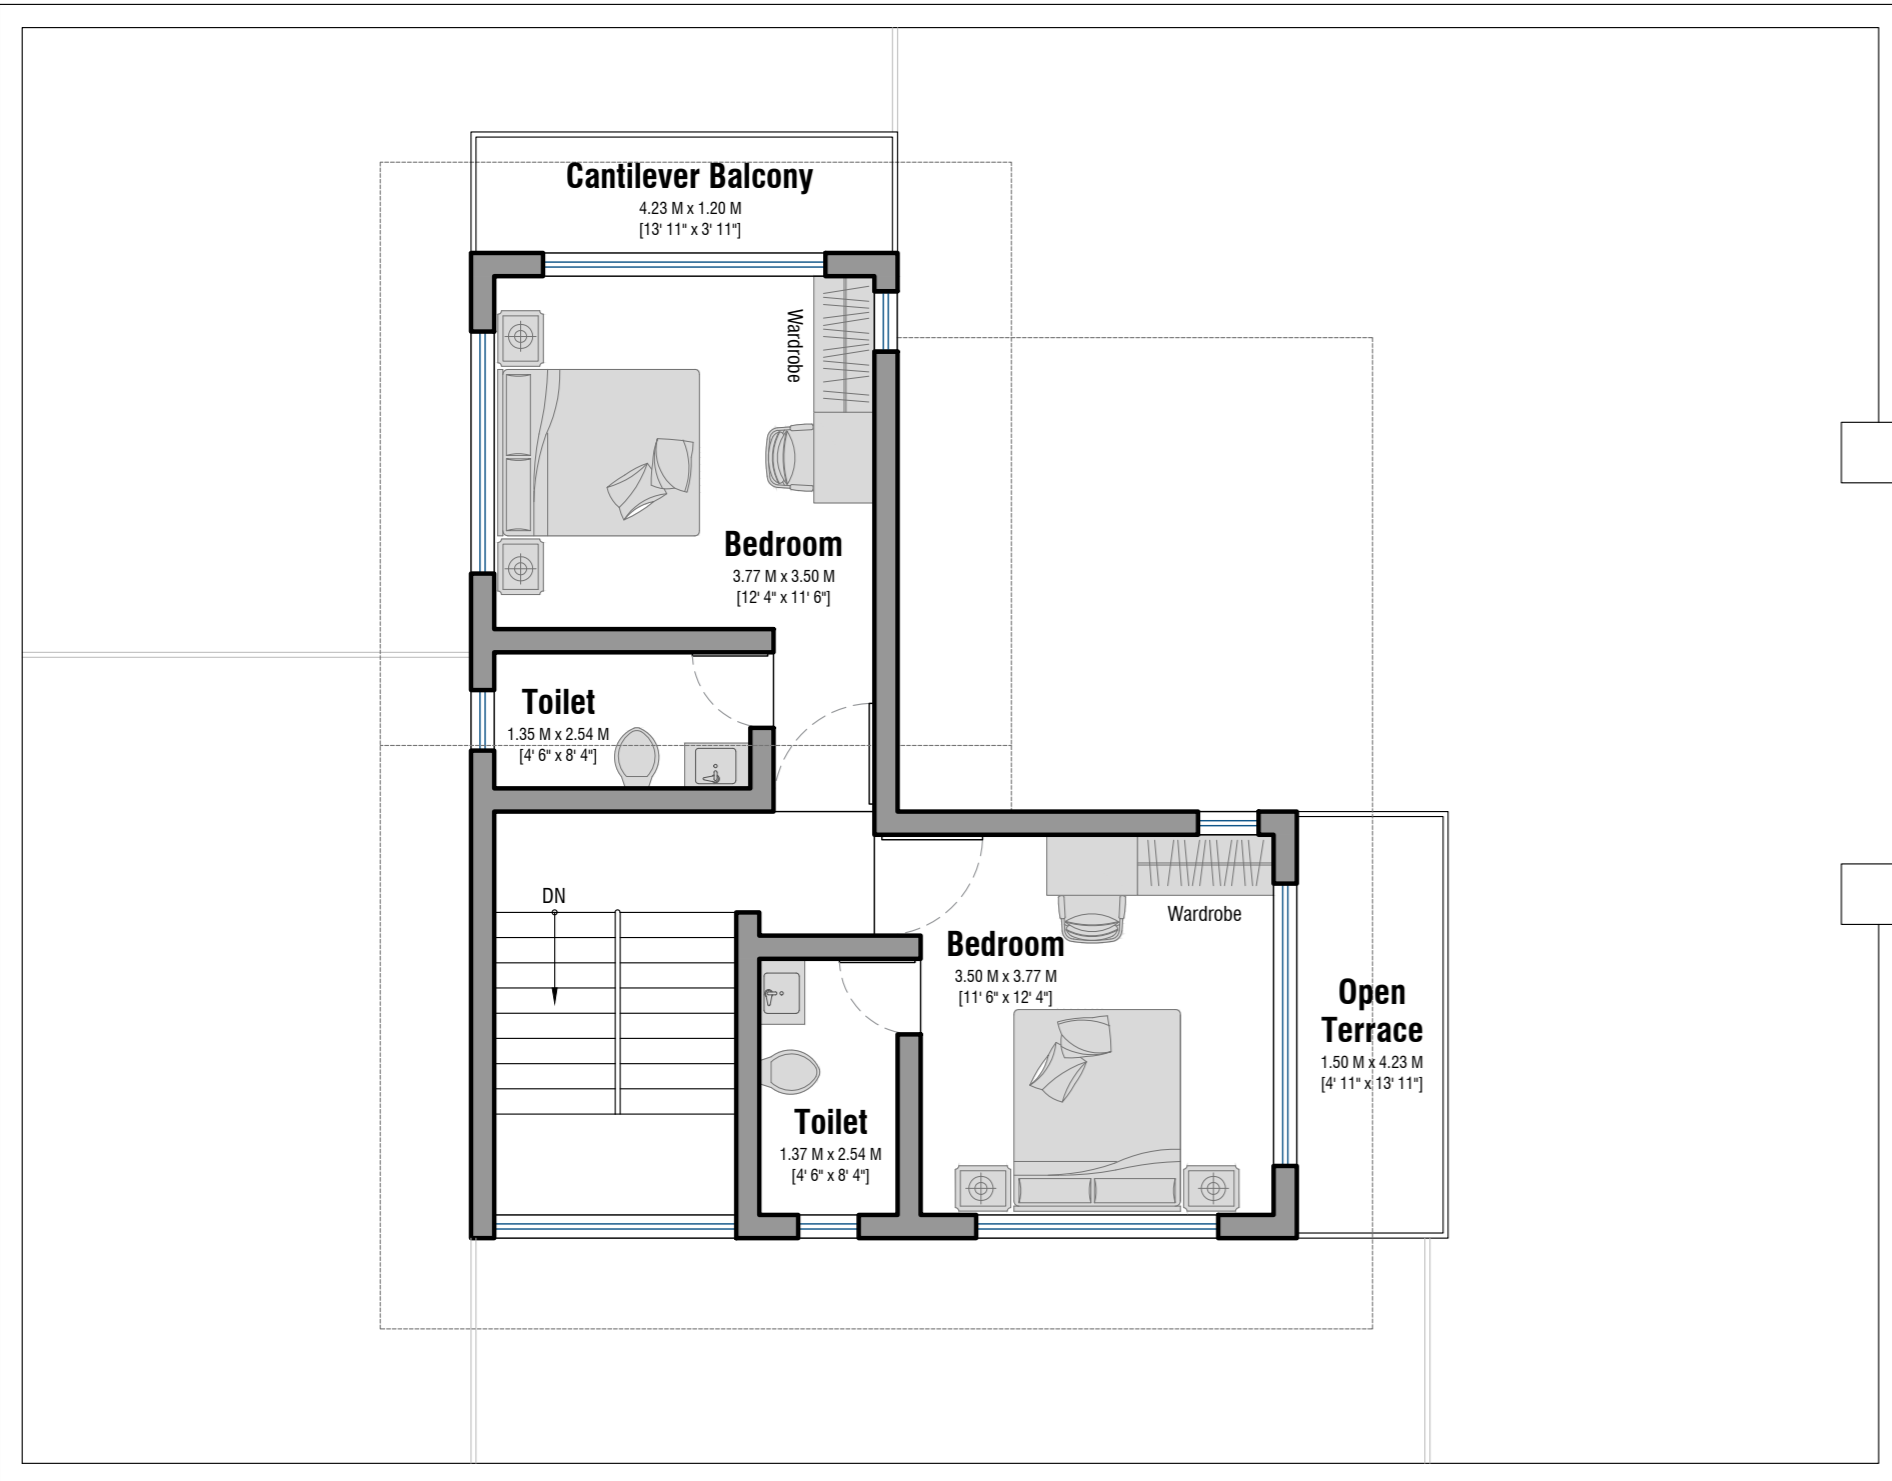 Cantilever Balcony
4.23 M x 1.20 M
[13' 11" x 3' 11"]
Wardrobe
Bedroom
3.77 M x 3.50 M
[12' 4" x 11' 6"]
Toilet
1.35 M x 2.54 M
[4' 6" x 8' 4"]
DN
Wardrobe
Bedroom
3.50 M x 3.77 M
[11' 6" x 12' 4"]
Open
Terrace
1.50 M x 4.23 M
[4' 11" x 13' 11"]
Toilet
1.37 M x 2.54 M
[4' 6" x 8' 4"]